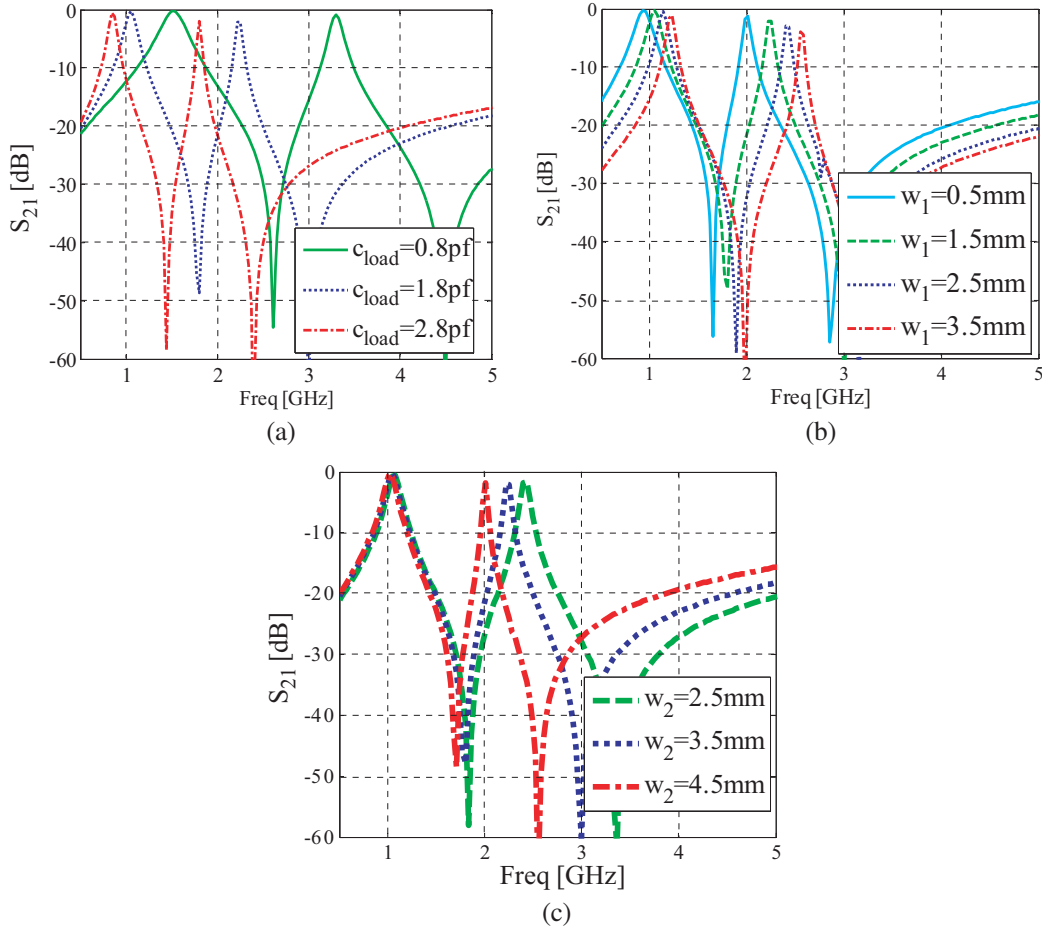 0
-10
-20
-30
-40
-50
-60
1
2
3
4
5
S21 [dB]
Freq [GHz]
cload=0.8pf
cload=1.8pf
cload=2.8pf
(a)
0
-10
-20
-30
-40
-50
-60
1
2
3
4
5
S21 [dB]
Freq [GHz]
w1=0.5mm
w1=1.5mm
w1=2.5mm
w1=3.5mm
(b)
0
-10
-20
-30
-40
-50
-60
1
2
3
4
5
S21 [dB]
Freq [GHz]
w2=2.5mm
w2=3.5mm
w2=4.5mm
(c)